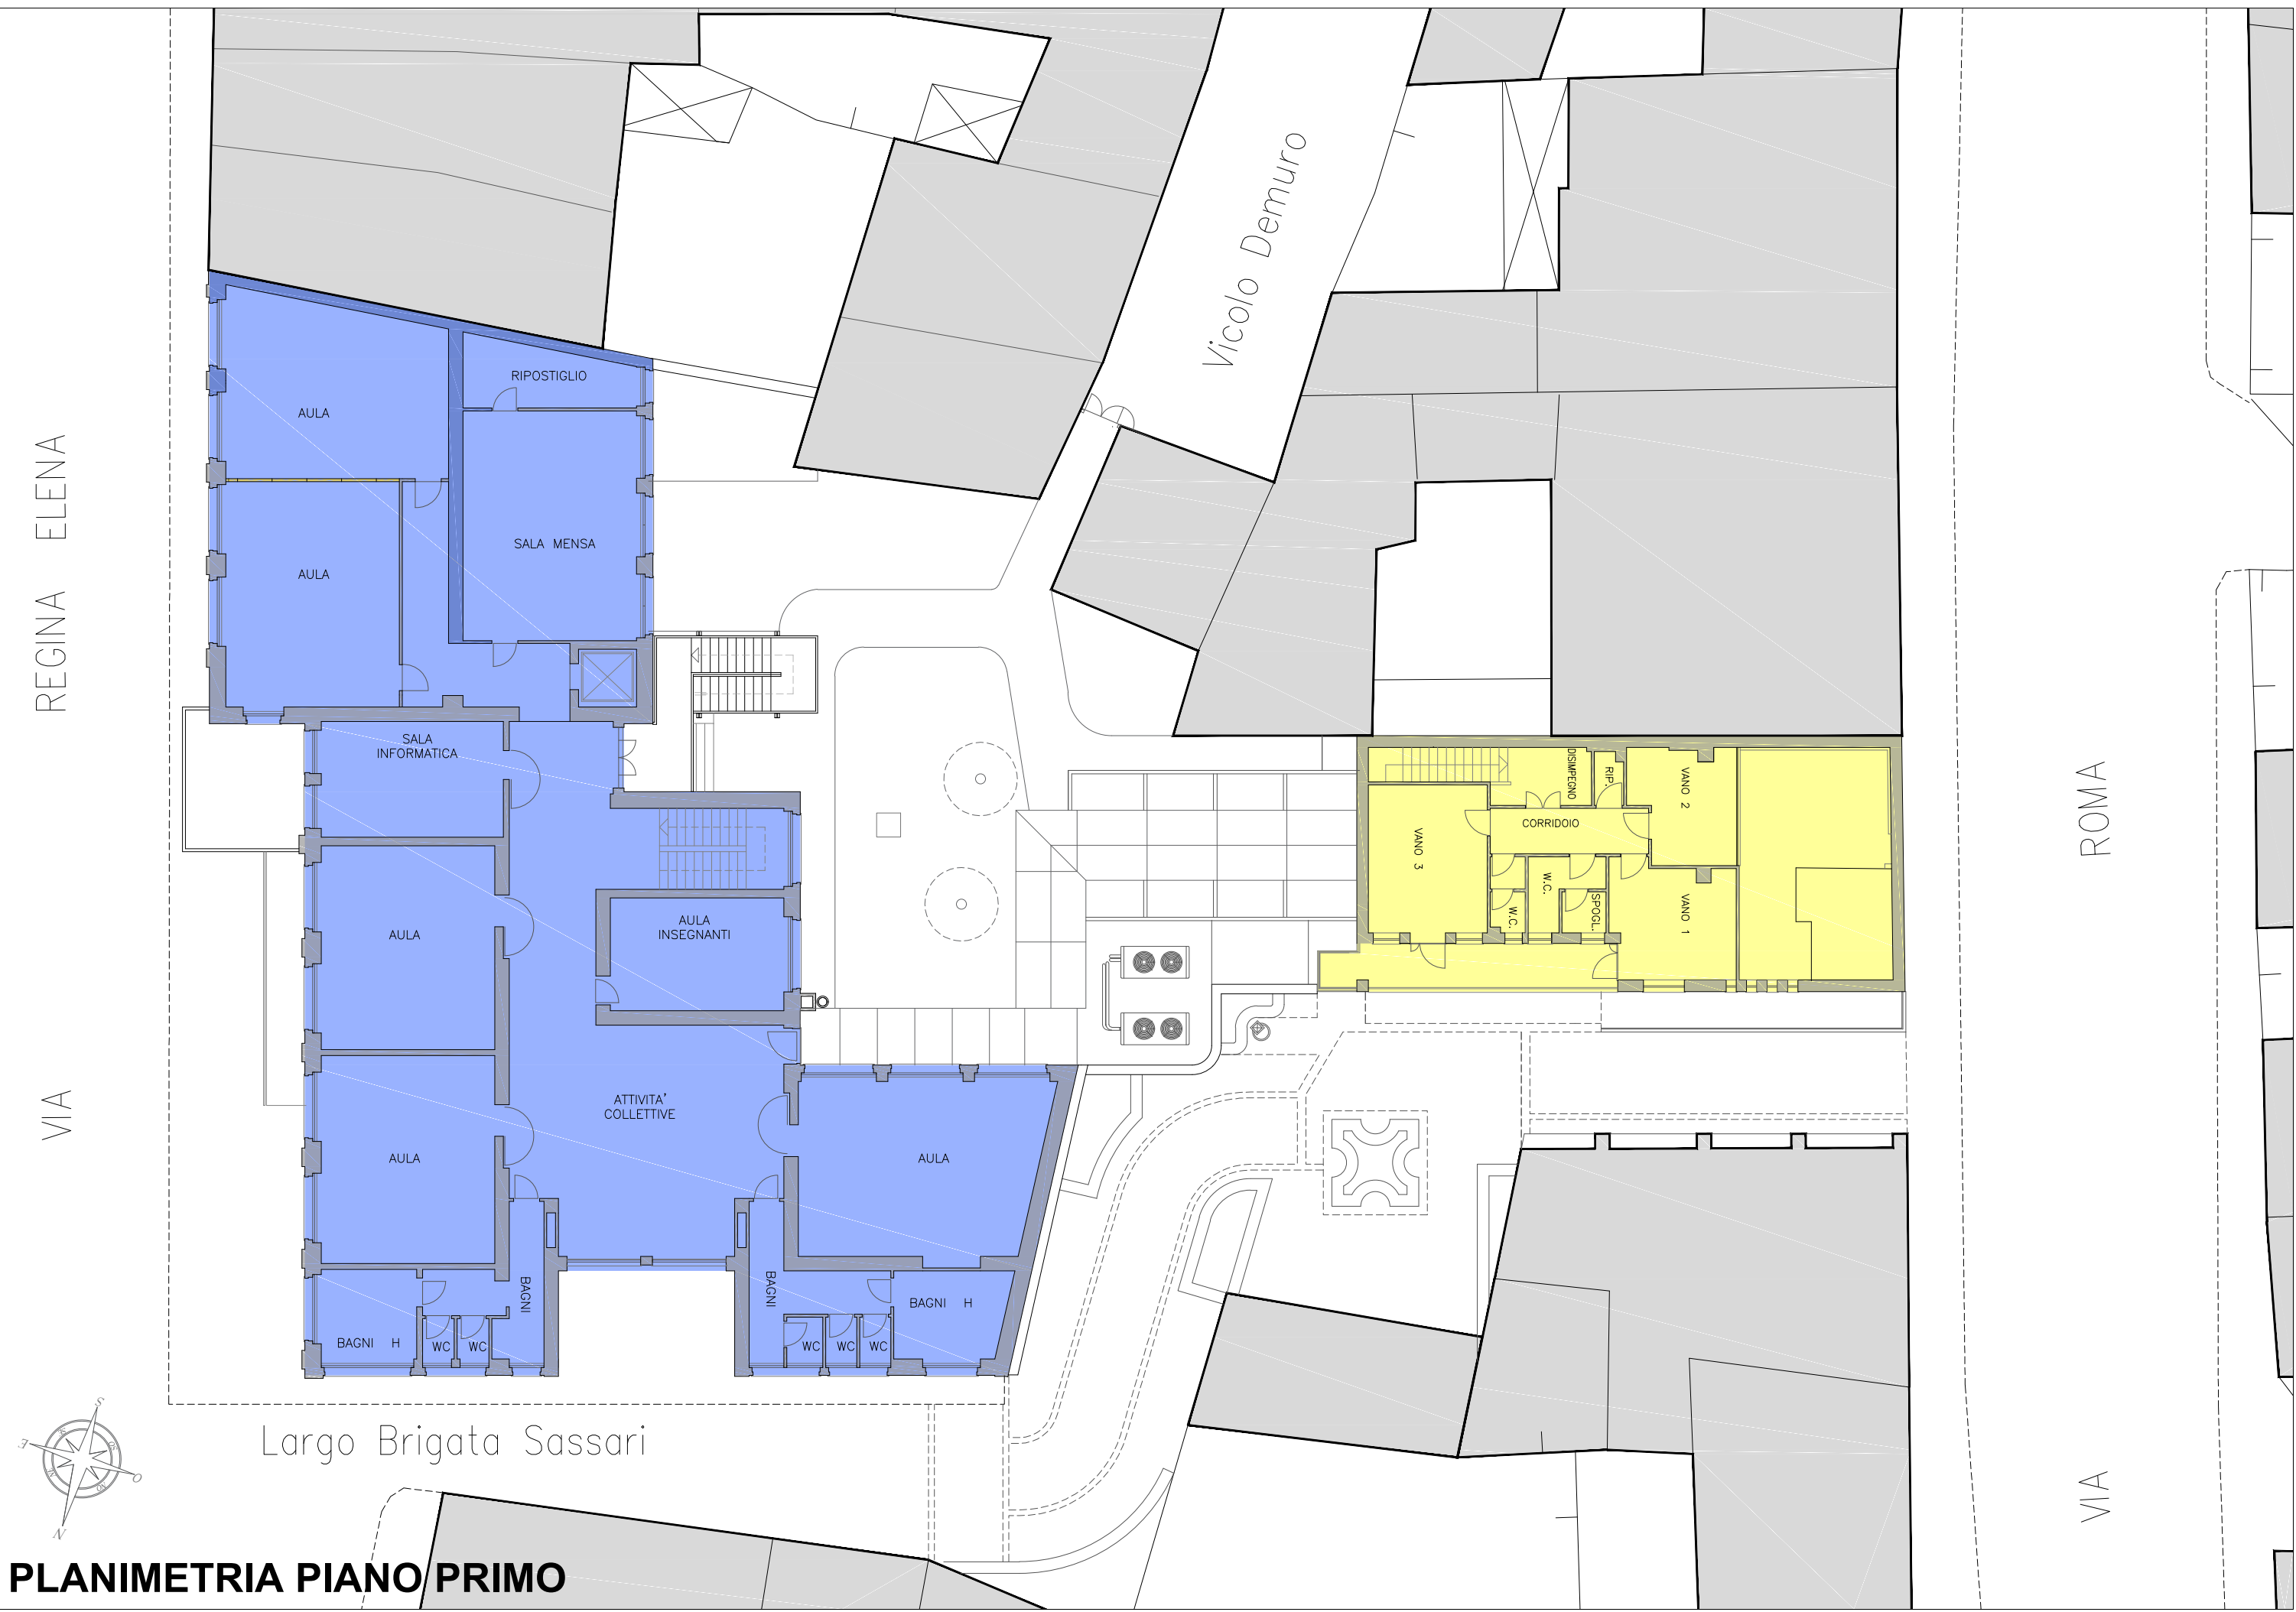 Vicolo Demuro
REGINA ELENA
VIA
AULA
RIPOSTIGLIO
SALA MENSA
AULA
SALA
INFORMATICA
AULA
AULA
INSEGNANTI
ATTIVITA'
COLLETTIVE
AULA
AULA
BAGNI
BAGNI H
WC
WC
BAGNI
WC
WC
WC
BAGNI H
DISIMPEGNO
RIP.
VANO 2
CORRIDOIO
VANO 3
W.C.
W.C.
SPOGL.
VANO 1
ROMA
VIA
Largo Brigata Sassari
S
E
O
N
PLANIMETRIA PIANO PRIMO